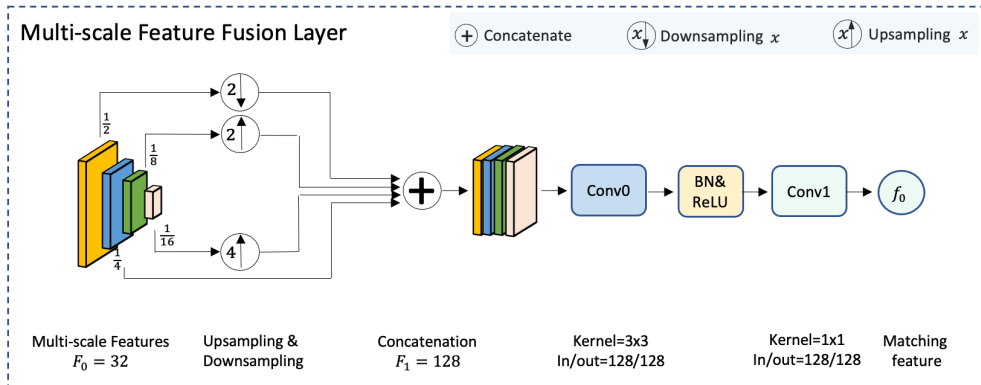 Multi-scale Feature Fusion Layer
+ Concatenate
x Downsampling x
x Upsampling x
2
1/2
2
1/8
+
Conv0
BN&
ReLU
Conv1
f₀
1/16
4
1/4
Multi-scale Features
F₀ = 32
Upsampling &
Downsampling
Concatenation
F₁ = 128
Kernel=3x3
In/out=128/128
Kernel=1x1
In/out=128/128
Matching
feature